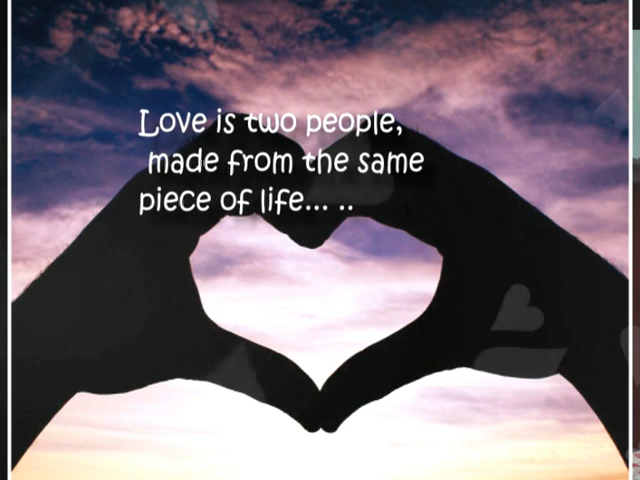 Love is two people,
made from the same
piece of life... ..